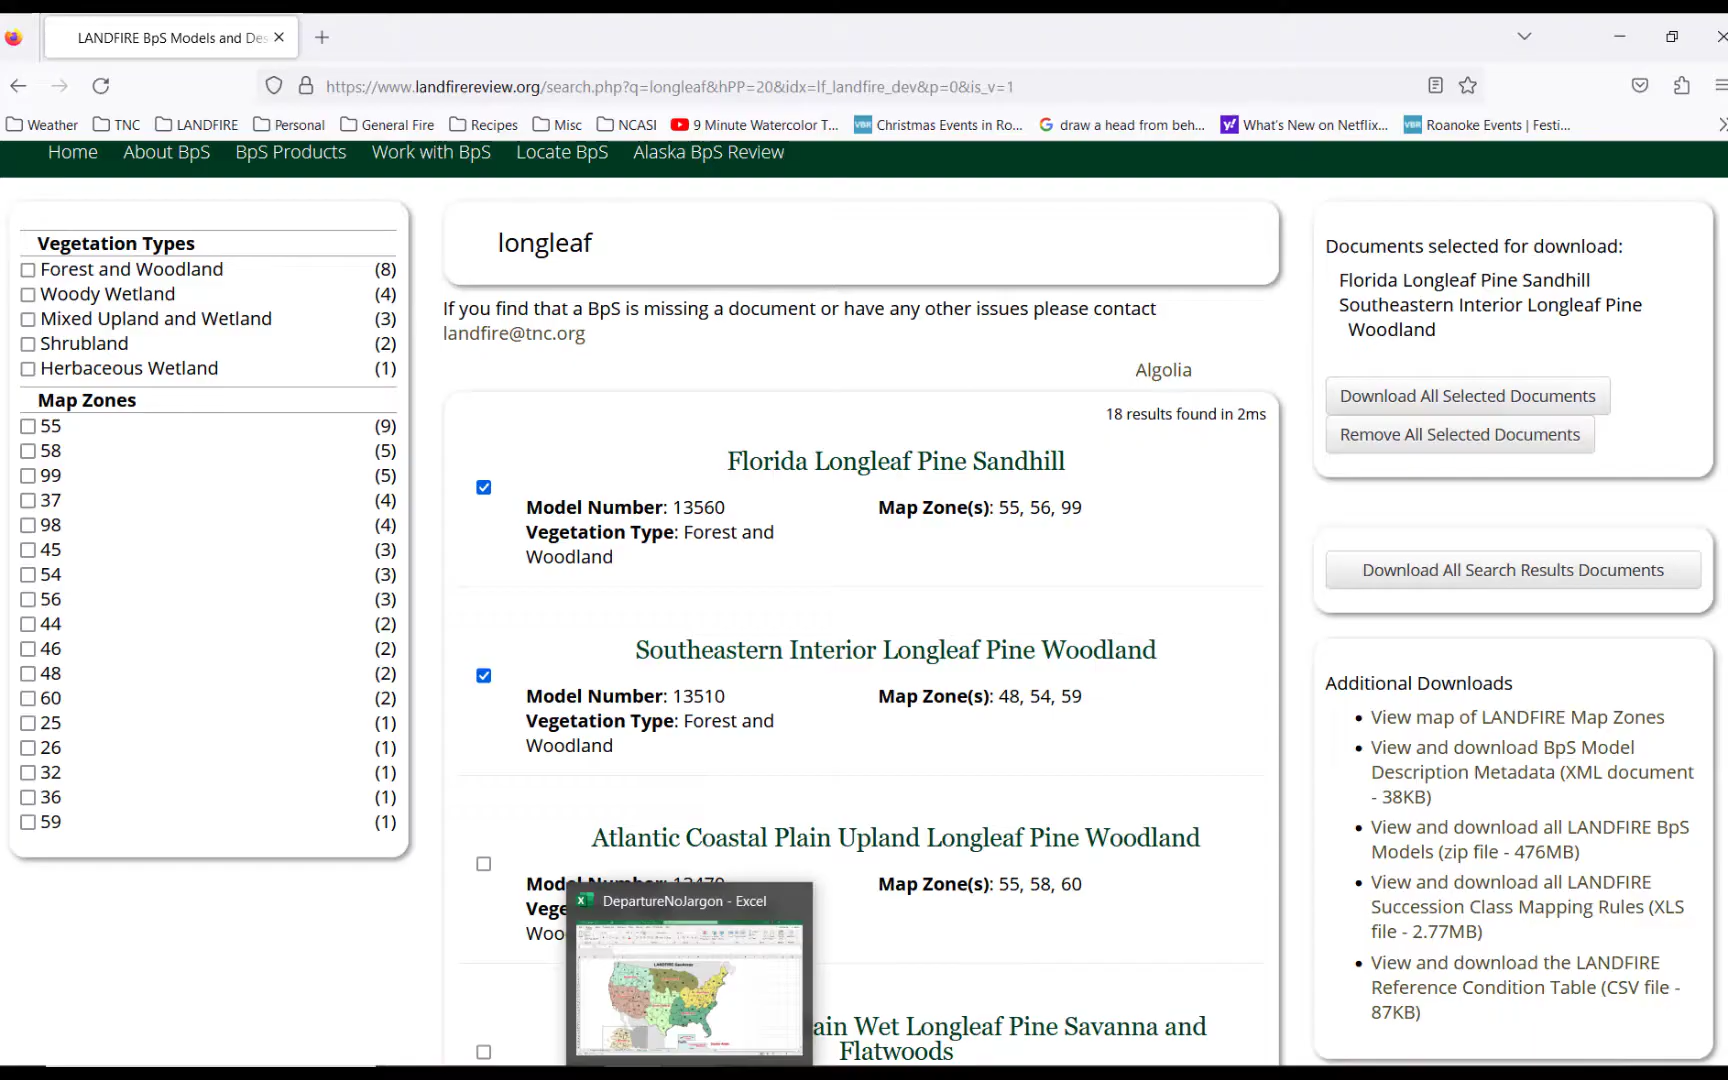 LANDFIRE BpS Models and Des
https://www.landfirereview.org/search.php?q=longleaf&hPP=20&idx=lf_landfire_dev&p=0&is_v=1
Weather TNC LANDFIRE Personal General Fire Recipes Misc NCASI 9 Minute Watercolor T... Christmas Events in Ro... draw a head from beh... What's New on Netflix... Roanoke Events | Festi...
Home About BpS BpS Products Work with BpS Locate BpS Alaska BpS Review
Vegetation Types
Forest and Woodland (8)
Woody Wetland (4)
Mixed Upland and Wetland (3)
Shrubland (2)
Herbaceous Wetland (1)
Map Zones
55 (9)
58 (5)
99 (5)
37 (4)
98 (4)
45 (3)
54 (3)
56 (3)
44 (2)
46 (2)
48 (2)
60 (2)
25 (1)
26 (1)
32 (1)
36 (1)
59 (1)
longleaf
If you find that a BpS is missing a document or have any other issues please contact
landfire@tnc.org
Algolia
18 results found in 2ms
Florida Longleaf Pine Sandhill
Model Number: 13560 Map Zone(s): 55, 56, 99
Vegetation Type: Forest and
Woodland
Southeastern Interior Longleaf Pine Woodland
Model Number: 13510 Map Zone(s): 48, 54, 59
Vegetation Type: Forest and
Woodland
Atlantic Coastal Plain Upland Longleaf Pine Woodland
Map Zone(s): 55, 58, 60
DepartureNoJargon - Excel
Wet Longleaf Pine Savanna and
Flatwoods
Documents selected for download:
Florida Longleaf Pine Sandhill
Southeastern Interior Longleaf Pine
Woodland
Download All Selected Documents
Remove All Selected Documents
Download All Search Results Documents
Additional Downloads
View map of LANDFIRE Map Zones
View and download BpS Model
Description Metadata (XML document
- 38KB)
View and download all LANDFIRE BpS
Models (zip file - 476MB)
View and download all LANDFIRE
Succession Class Mapping Rules (XLS
file - 2.77MB)
View and download the LANDFIRE
Reference Condition Table (CSV file -
87KB)